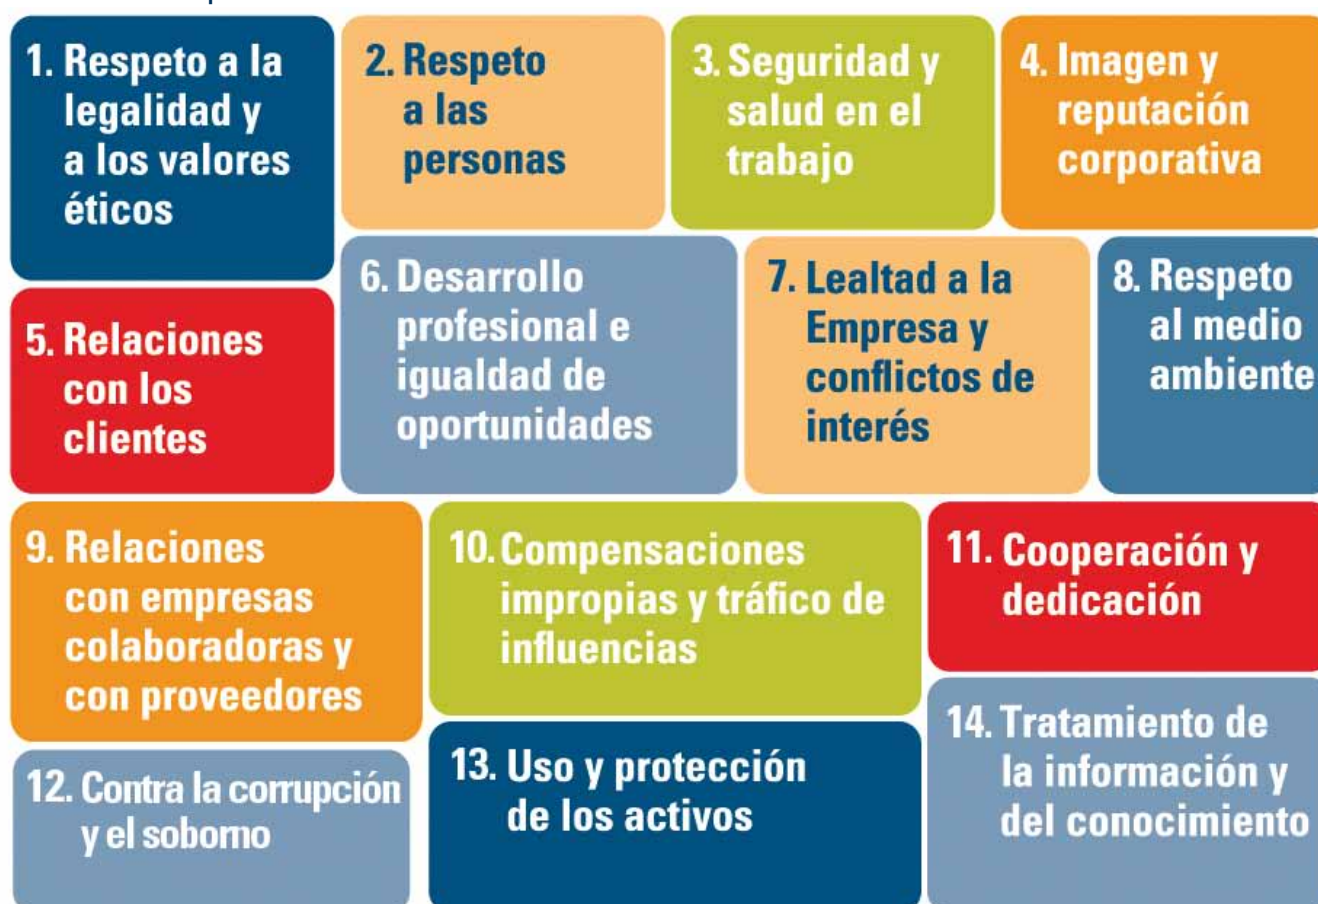 1. Respeto a la
legalidad y
a los valores
éticos
2. Respeto
a las
personas
3. Seguridad y
salud en el
trabajo
4. Imagen y
reputación
corporativa
5. Relaciones
con los
clientes
6. Desarrollo
profesional e
igualdad de
oportunidades
7. Lealtad a la
Empresa y
conflictos de
interés
8. Respeto
al medio
ambiente
9. Relaciones
con empresas
colaboradoras y
con proveedores
10. Compensaciones
impropias y tráfico de
influencias
11. Cooperación y
dedicación
12. Contra la corrupción
y el soborno
13. Uso y protección
de los activos
14. Tratamiento de
la información y
del conocimiento